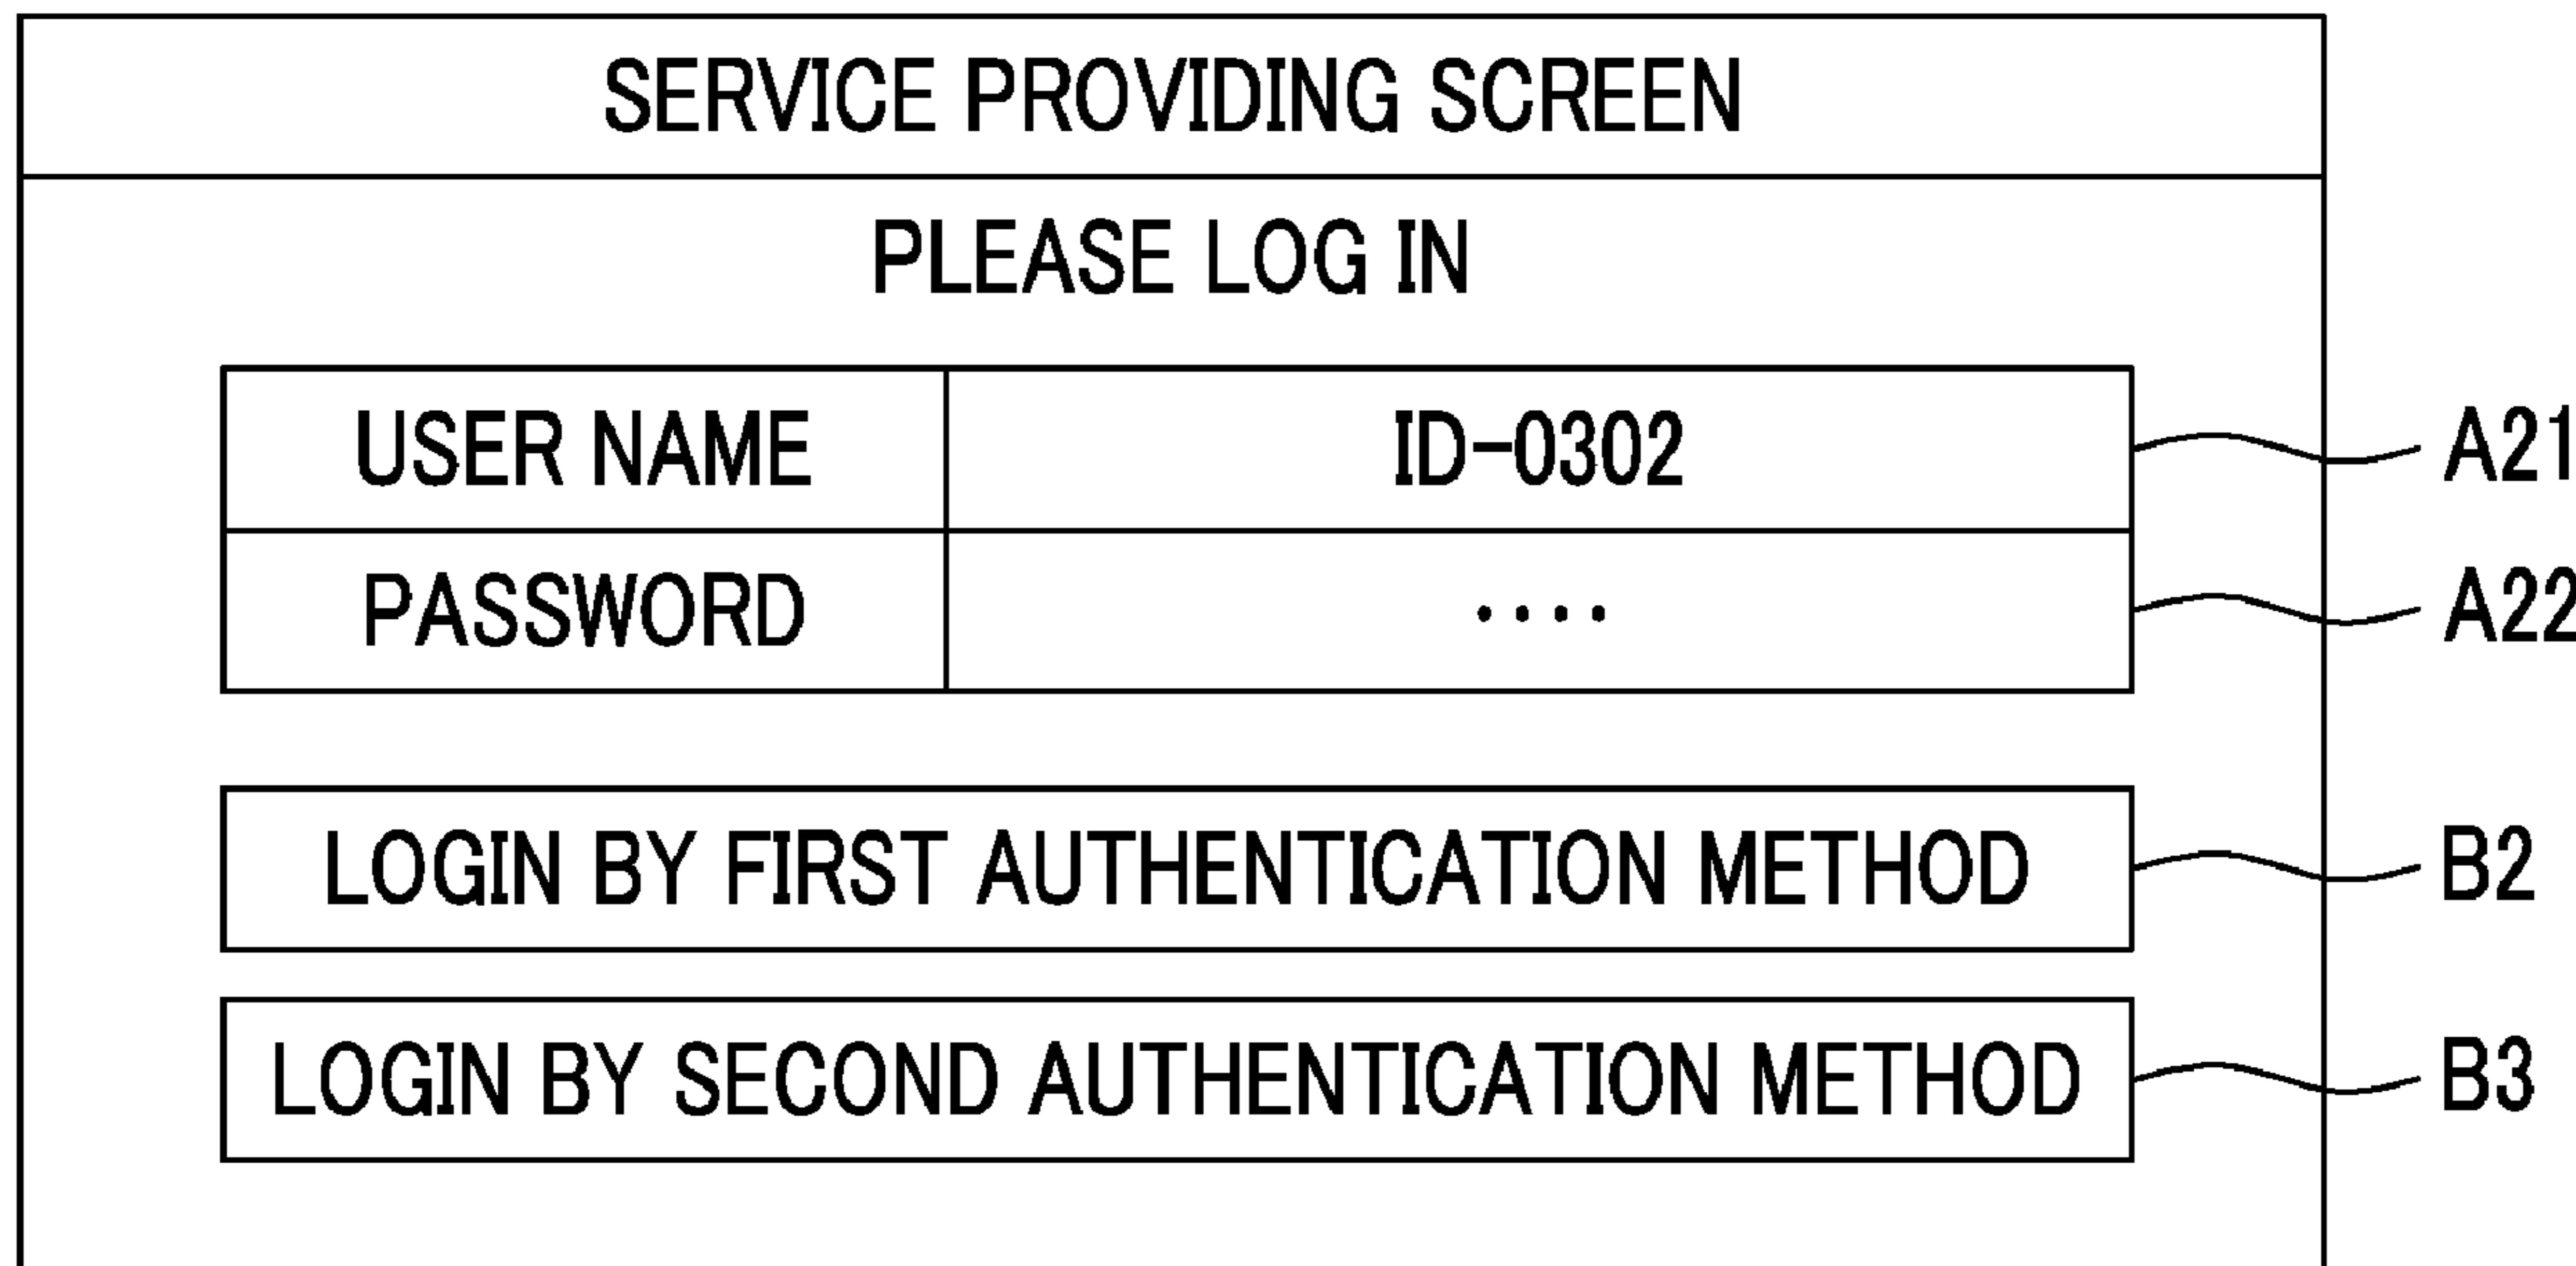 SERVICE PROVIDING SCREEN
PLEASE LOG IN
USER NAME ID-0302 A21
PASSWORD ････ A22
LOGIN BY FIRST AUTHENTICATION METHOD B2
LOGIN BY SECOND AUTHENTICATION METHOD B3